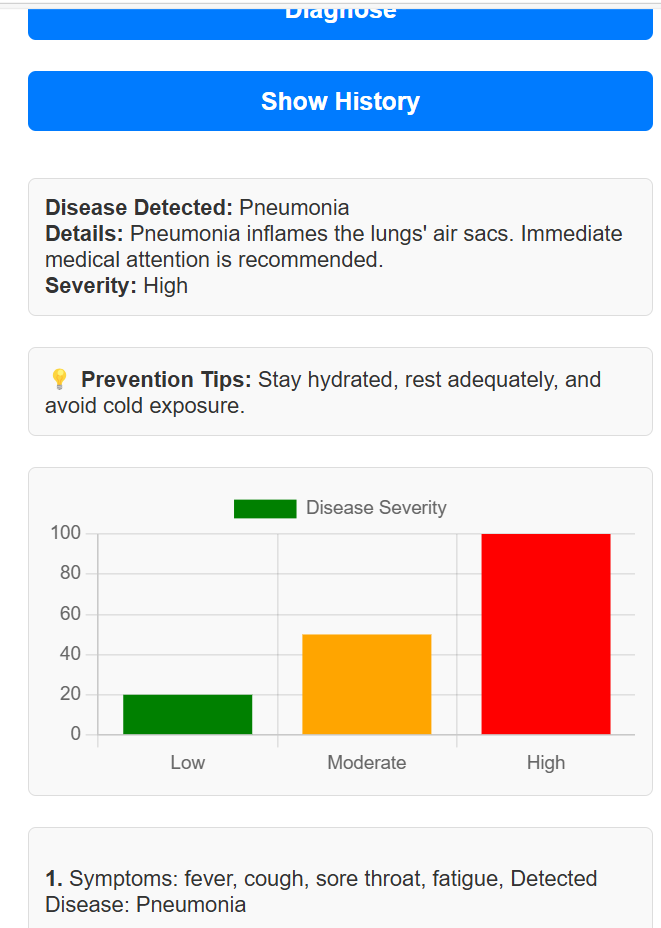 Diagnose
Show History
Disease Detected: Pneumonia
Details: Pneumonia inflames the lungs' air sacs. Immediate
medical attention is recommended.
Severity: High
💡 Prevention Tips: Stay hydrated, rest adequately, and
avoid cold exposure.
Disease Severity
100
80
60
40
20
0
Low Moderate High
1. Symptoms: fever, cough, sore throat, fatigue, Detected
Disease: Pneumonia